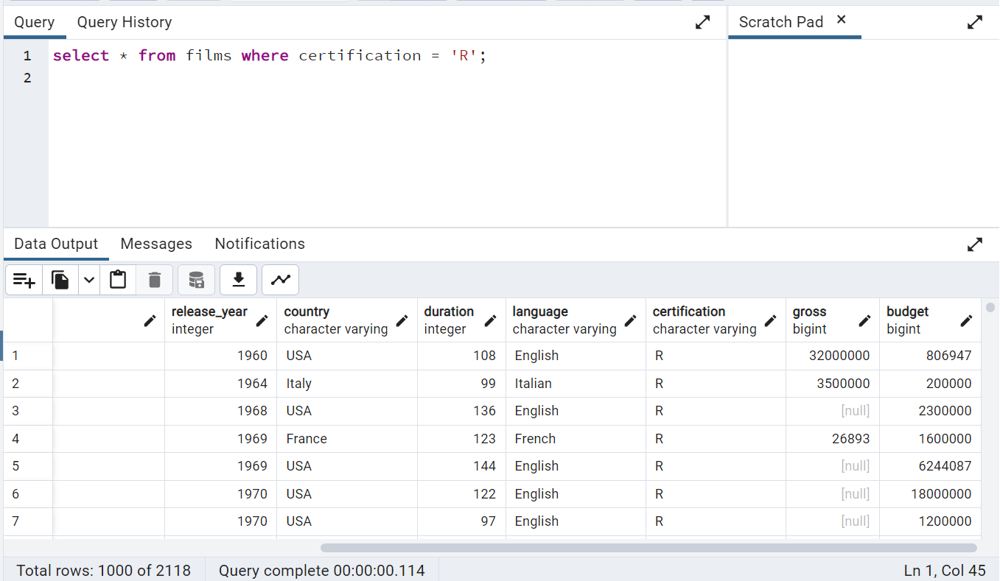 Query Query History Scratch Pad ×
1 select * from films where certification = 'R';
2
Data Output Messages Notifications
release_year country duration language certification gross budget
integer character varying integer character varying character varying bigint bigint
1 1960 USA 108 English R 32000000 806947
2 1964 Italy 99 Italian R 3500000 200000
3 1968 USA 136 English R [null] 2300000
4 1969 France 123 French R 26893 1600000
5 1969 USA 144 English R [null] 6244087
6 1970 USA 122 English R [null] 18000000
7 1970 USA 97 English R [null] 1200000
Total rows: 1000 of 2118 Query complete 00:00:00.114 Ln 1, Col 45